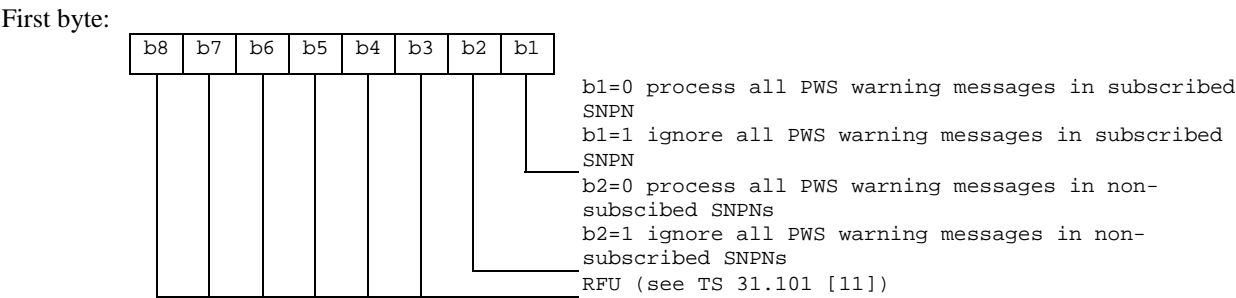 First byte:
b8 b7 b6 b5 b4 b3 b2 b1
b1=0 process all PWS warning messages in subscribed
SNPN
b1=1 ignore all PWS warning messages in subscribed
SNPN
b2=0 process all PWS warning messages in non-
subscibed SNPNs
b2=1 ignore all PWS warning messages in non-
subscribed SNPNs
RFU (see TS 31.101 [11])